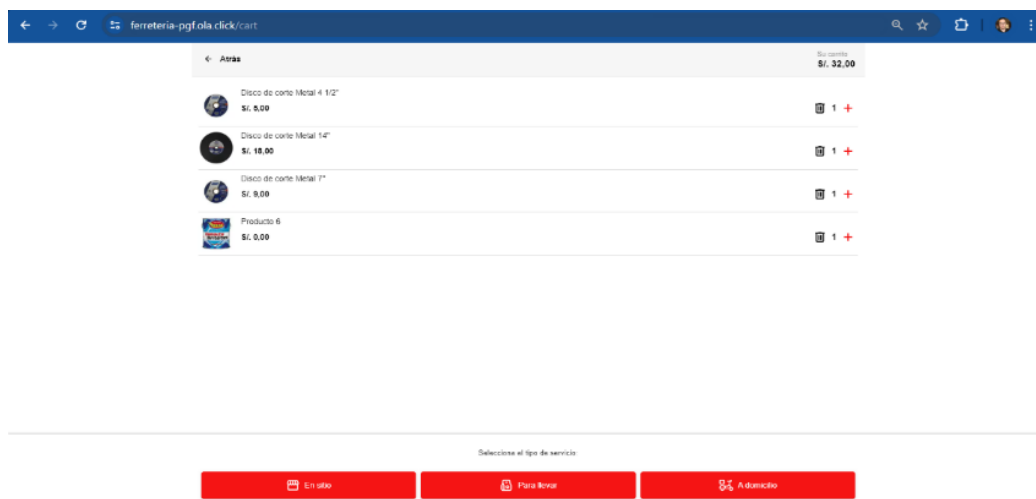 ferreteria-pgf.ola.click/cart
Atrás
Su carrito
S/. 32,00
Disco de corte Metal 4 1/2"
S/. 5,00
1
Disco de corte Metal 14"
S/. 18,00
1
Disco de corte Metal 7"
S/. 9,00
1
Producto 6
S/. 0,00
1
Seleccione el tipo de servicio:
En sitio
Para llevar
A domicilio